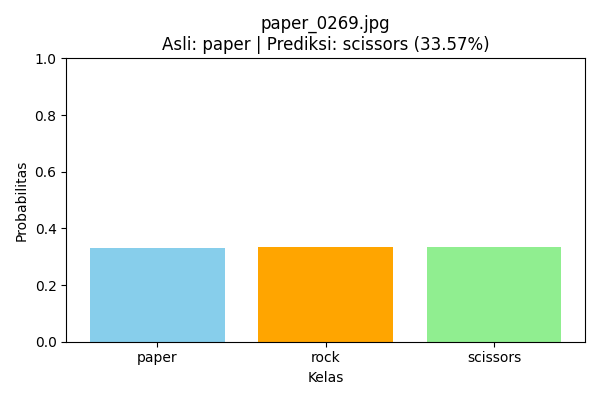 paper_0269.jpg
Asli: paper | Prediksi: scissors (33.57%)
1.0
0.8
0.6
0.4
0.2
0.0
Probabilitas
paper rock scissors
Kelas